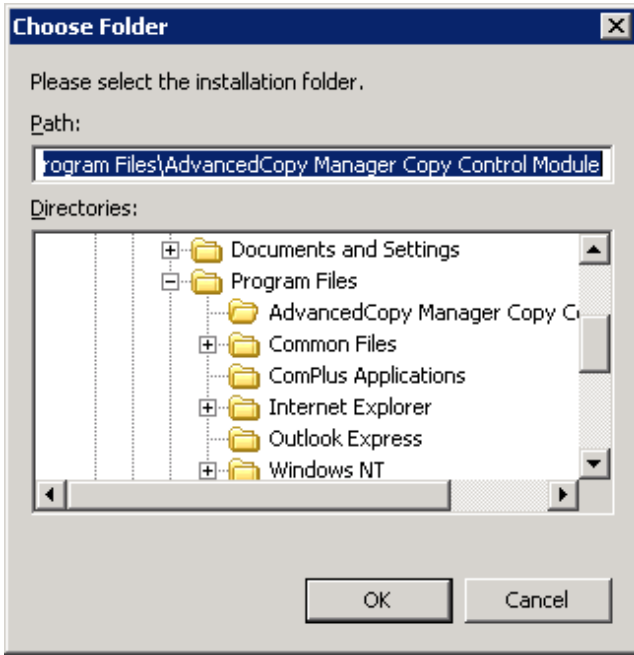 Choose Folder
Please select the installation folder.
Path:
rogram Files\AdvancedCopy Manager Copy Control Module
Directories:
Documents and Settings
Program Files
AdvancedCopy Manager Copy Co
Common Files
ComPlus Applications
Internet Explorer
Outlook Express
Windows NT
OK Cancel